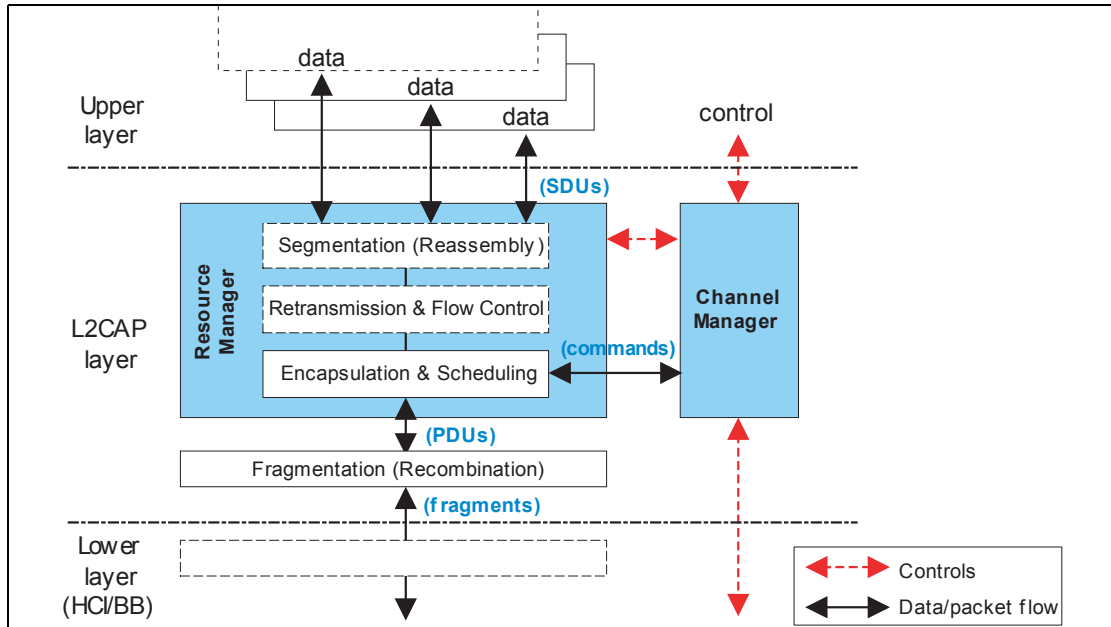 data
data
data
Upper
layer
control
(SDUs)
Segmentation (Reassembly)
Resource
Manager
Retransmission & Flow Control
Channel
Manager
L2CAP
layer
(commands)
Encapsulation & Scheduling
(PDUs)
Fragmentation (Recombination)
(fragments)
Lower
layer
(HCI/BB)
Controls
Data/packet flow